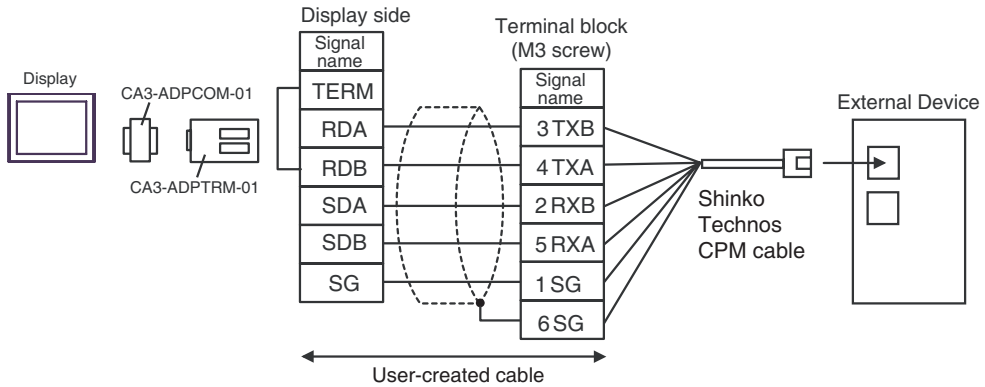 Display side
Terminal block
(M3 screw)
Signal
name
Signal
name
Display
CA3-ADPCOM-01
CA3-ADPTRM-01
External Device
TERM
RDA
RDB
SDA
SDB
SG
3 TXB
4 TXA
2 RXB
5 RXA
1 SG
6 SG
Shinko
Technos
CPM cable
User-created cable